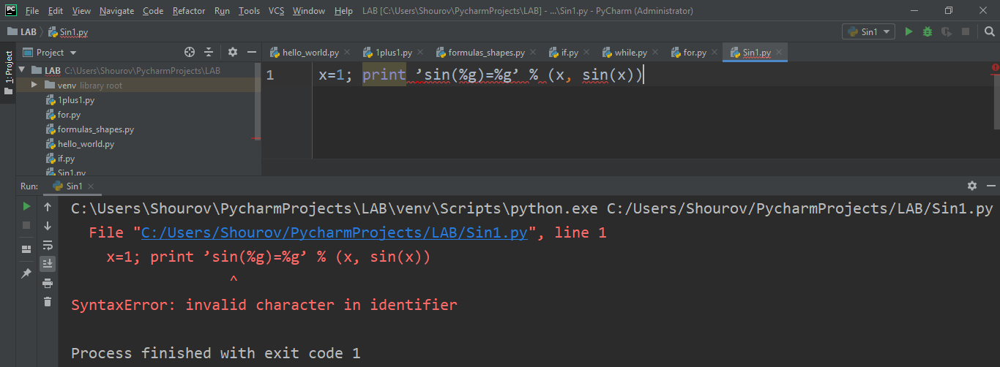 PC File Edit View Navigate Code Refactor Run Tools VCS Window Help LAB [C:\Users\Shourov\PycharmProjects\LAB] - ...\Sin1.py - PyCharm (Administrator)
LAB Sin1.py Sin1
1: Project
Project hello_world.py 1plus1.py formulas_shapes.py if.py while.py for.py Sin1.py
LAB C:\Users\Shourov\PycharmProjects\LAB
venv library root
1plus1.py
for.py
formulas_shapes.py
hello_world.py
if.py
Sin1.py
1 x=1; print ’sin(%g)=%g’ % (x, sin(x))
Run: Sin1
C:\Users\Shourov\PycharmProjects\LAB\venv\Scripts\python.exe C:/Users/Shourov/PycharmProjects/LAB/Sin1.py
File "C:/Users/Shourov/PycharmProjects/LAB/Sin1.py", line 1
x=1; print ’sin(%g)=%g’ % (x, sin(x))
^
SyntaxError: invalid character in identifier
Process finished with exit code 1